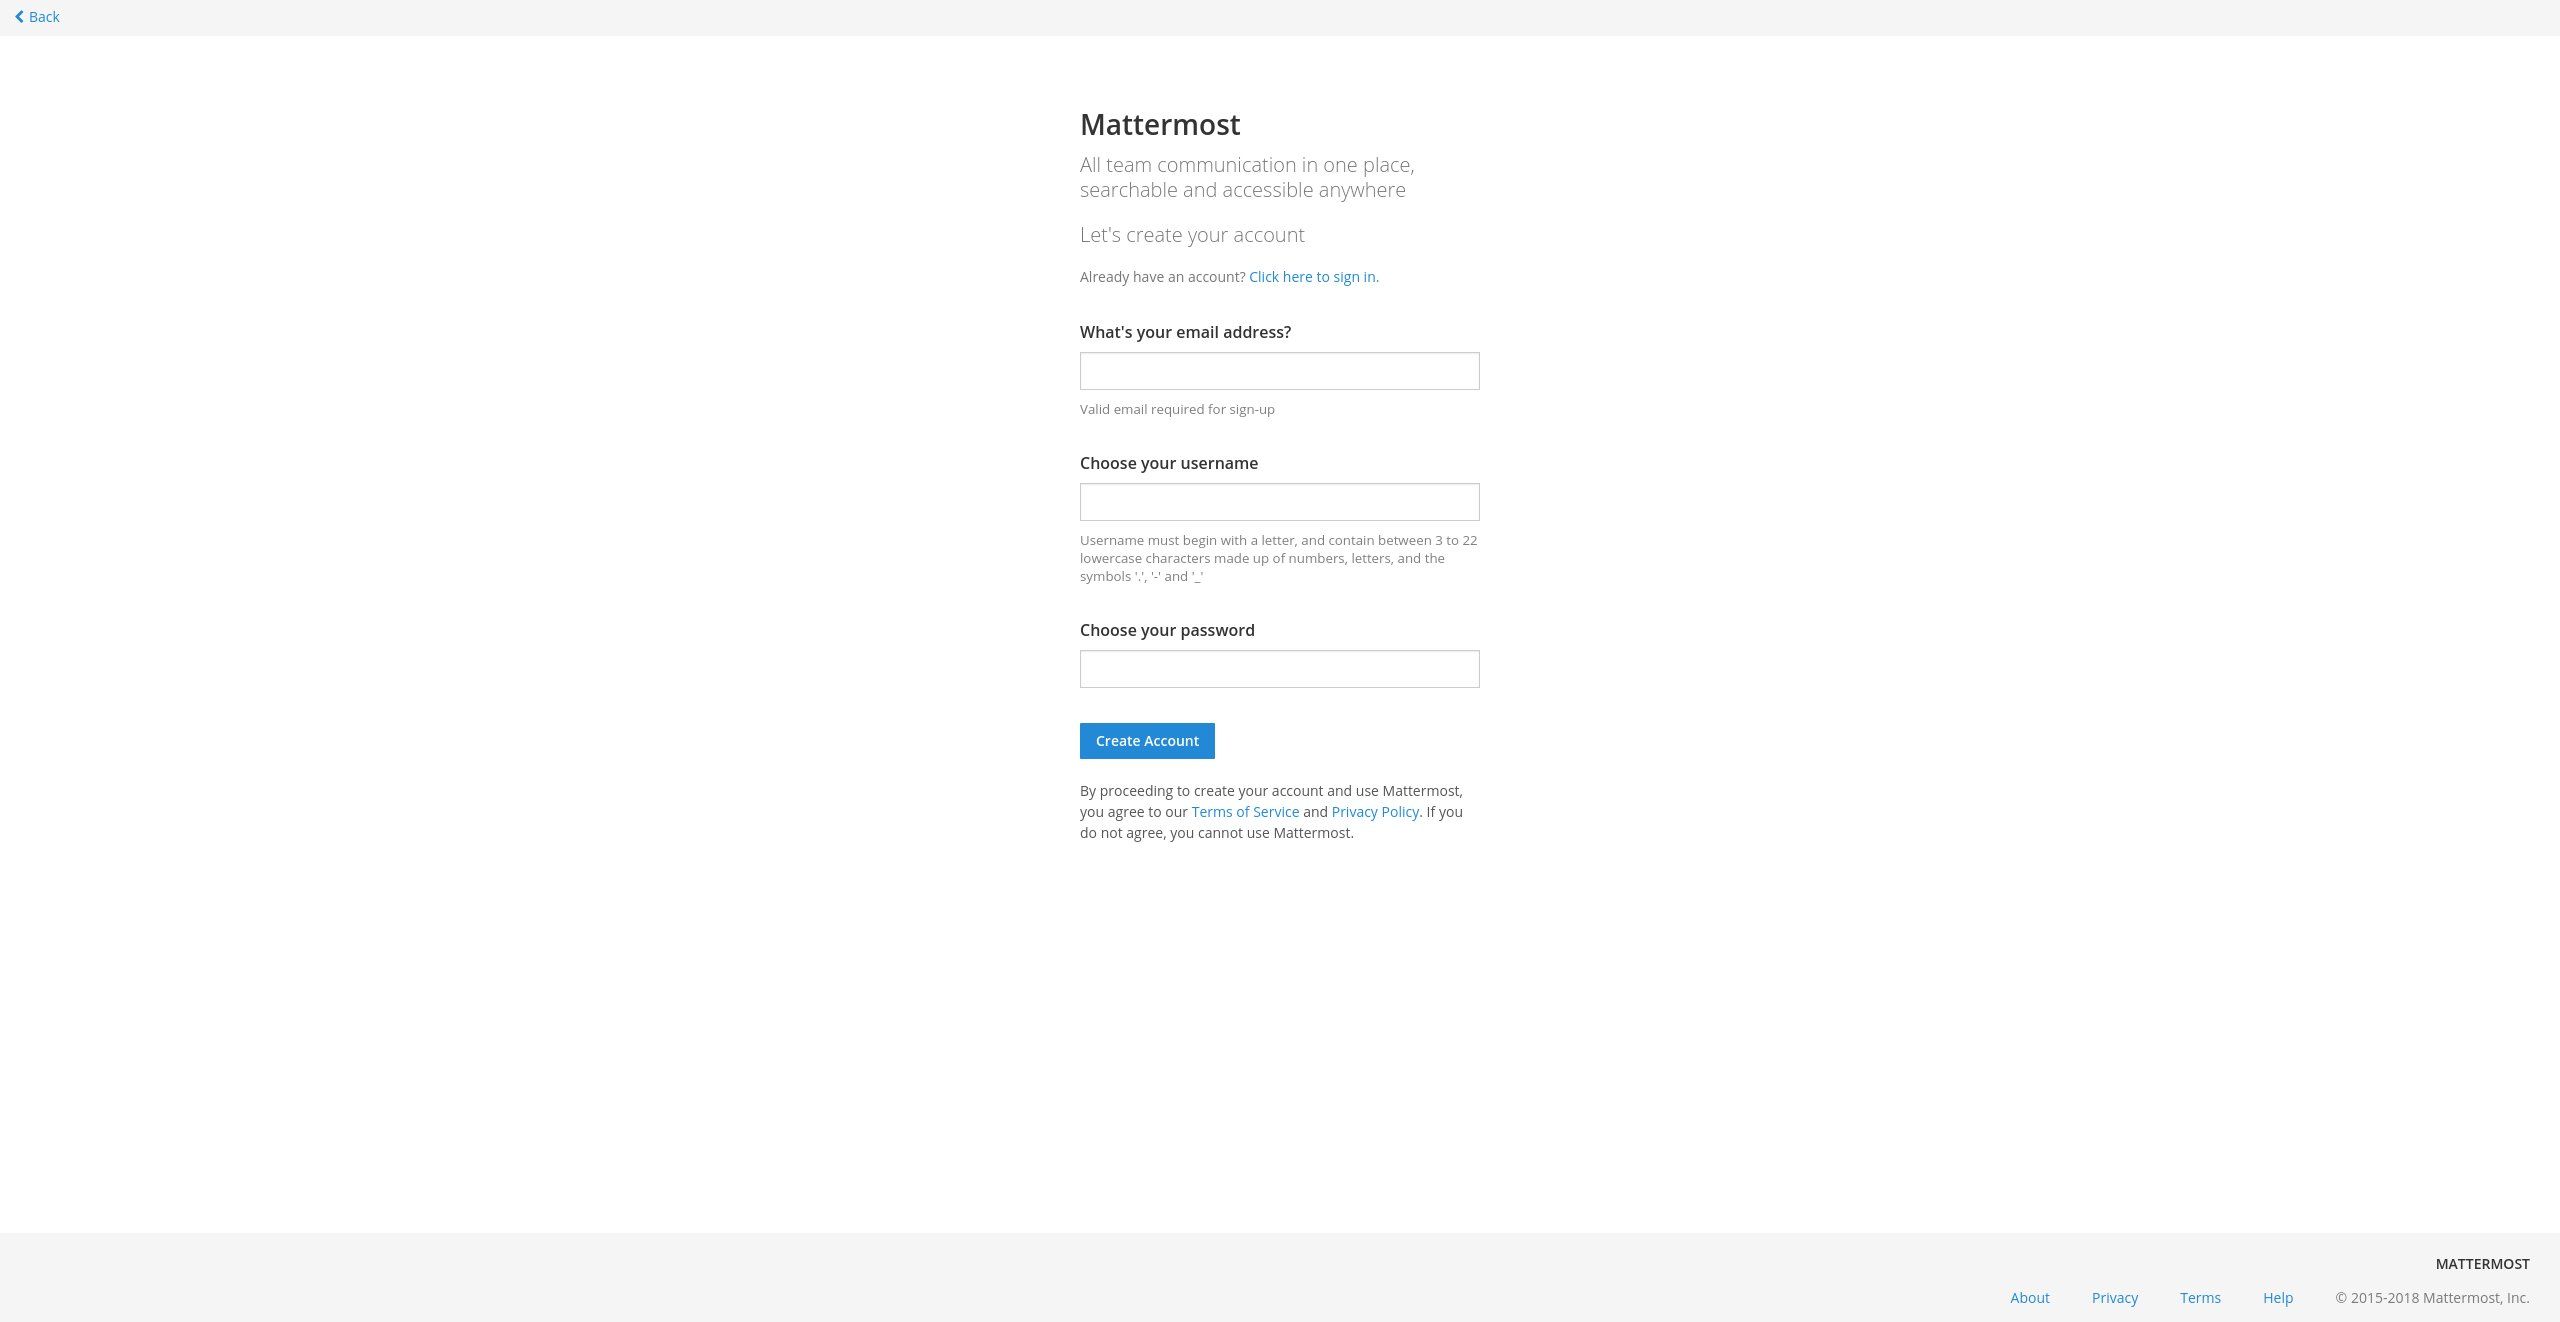 Back
Mattermost
All team communication in one place,
searchable and accessible anywhere
Let's create your account
Already have an account? Click here to sign in.
What's your email address?
Valid email required for sign-up
Choose your username
Username must begin with a letter, and contain between 3 to 22
lowercase characters made up of numbers, letters, and the
symbols '.', '-' and '_'
Choose your password
Create Account
By proceeding to create your account and use Mattermost,
you agree to our Terms of Service and Privacy Policy. If you
do not agree, you cannot use Mattermost.
MATTERMOST
About Privacy Terms Help © 2015-2018 Mattermost, Inc.